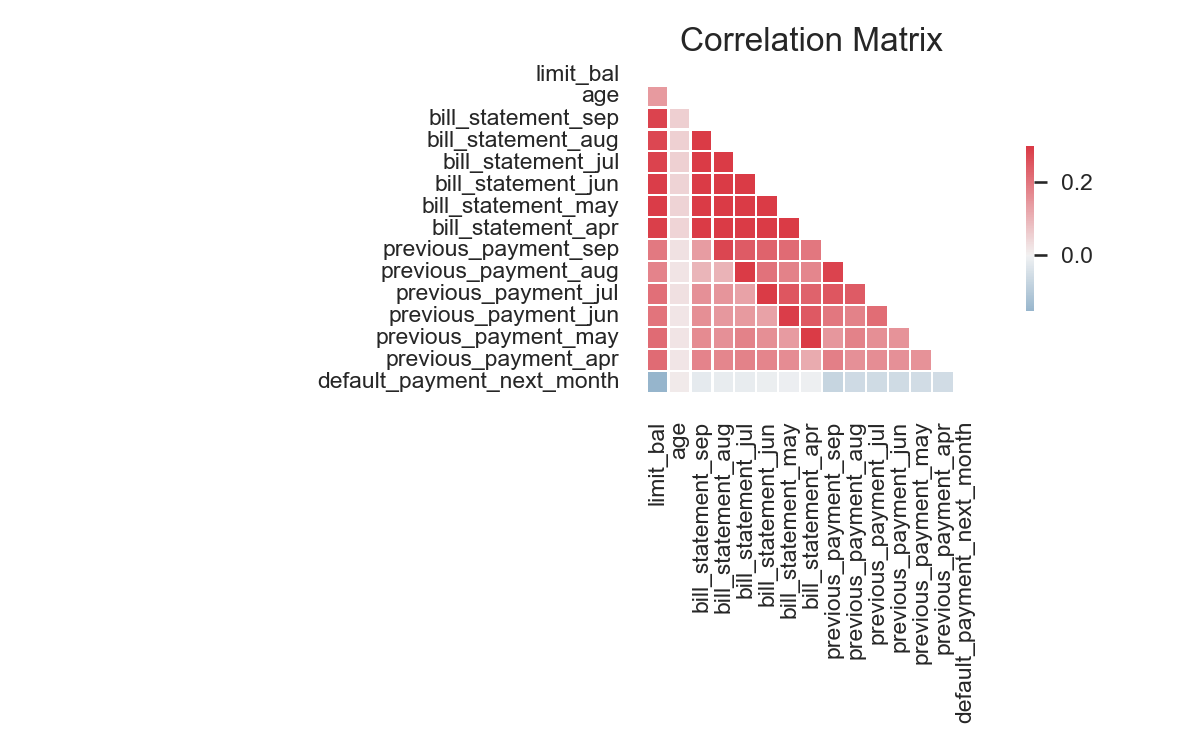 Correlation Matrix
limit_bal
age
bill_statement_sep
bill_statement_aug
bill_statement_jul
bill_statement_jun
bill_statement_may
bill_statement_apr
previous_payment_sep
previous_payment_aug
previous_payment_jul
previous_payment_jun
previous_payment_may
previous_payment_apr
default_payment_next_month
0.2
0.0
limit_bal
age
bill_statement_sep
bill_statement_aug
bill_statement_jul
bill_statement_jun
bill_statement_may
bill_statement_apr
previous_payment_sep
previous_payment_aug
previous_payment_jul
previous_payment_jun
previous_payment_may
previous_payment_apr
default_payment_next_month